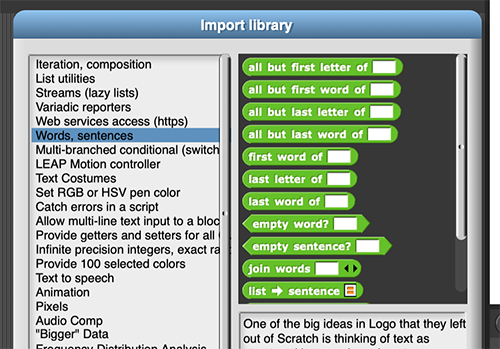 Import library
Iteration, composition
List utilities
Streams (lazy lists)
Variadic reporters
Web services access (https)
Words, sentences
Multi-branched conditional (switch
LEAP Motion controller
Text Costumes
Set RGB or HSV pen color
Catch errors in a script
Allow multi-line text input to a bloc
Provide getters and setters for all
Infinite precision integers, exact ra
Provide 100 selected colors
Text to speech
Animation
Pixels
Audio Comp
"Bigger" Data
Frequency Distribution Analysis
all but first letter of
all but first word of
all but last letter of
all but last word of
first word of
last letter of
last word of
empty word?
empty sentence?
join words
list → sentence
One of the big ideas in Logo that they left
out of Scratch is thinking of text as